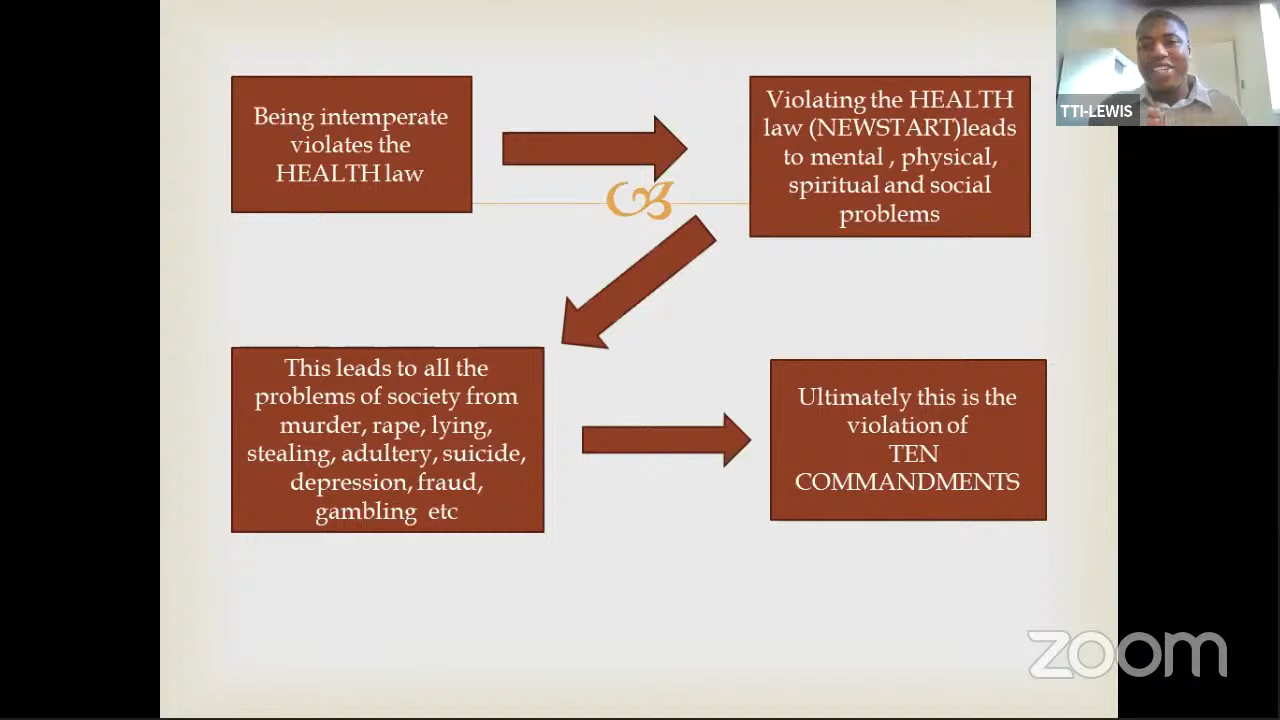 Being intemperate
violates the
HEALTH law
Violating the HEALTH
law (NEWSTART)leads
to mental , physical,
spiritual and social
problems
This leads to all the
problems of society from
murder, rape, lying,
stealing, adultery, suicide,
depression, fraud,
gambling  etc
Ultimately this is the
violation of
TEN
COMMANDMENTS
TTI-LEWIS
zoom